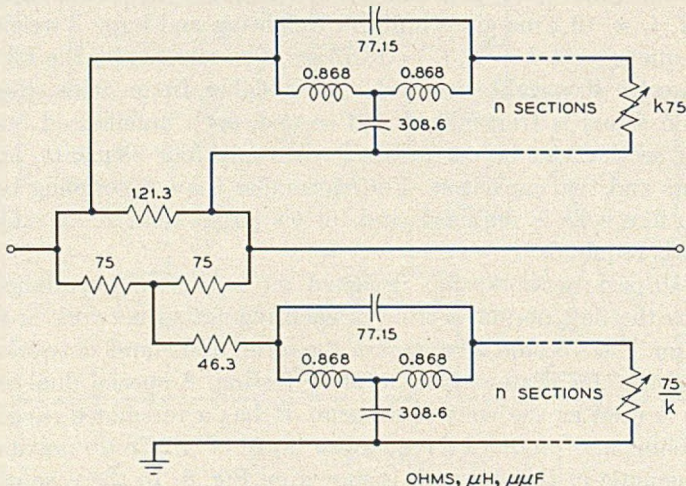 77.15
0.868 0.868
308.6
n SECTIONS
k75
121.3
75 75
46.3
77.15
0.868 0.868
308.6
n SECTIONS
75/k
OHMS, μH, μμF